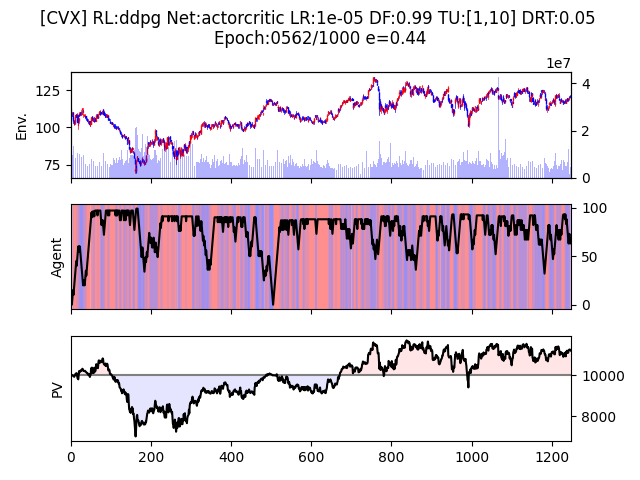 [CVX] RL:ddpg Net:actorcritic LR:1e-05 DF:0.99 TU:[1,10] DRT:0.05
Epoch:0562/1000 e=0.44
1e7
125
100
75
Env.
4
2
0
Agent
100
50
0
PV
10000
8000
0 200 400 600 800 1000 1200